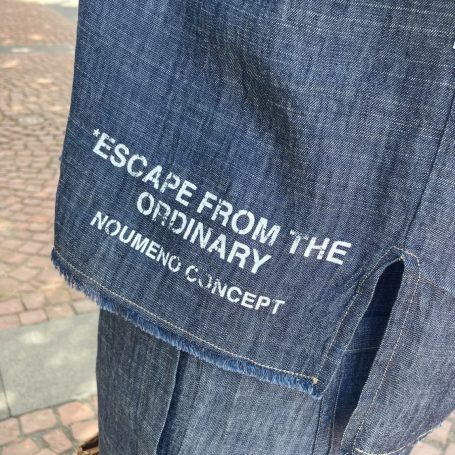 *ESCAPE FROM THE
ORDINARY
NOUMENO CONCEPT